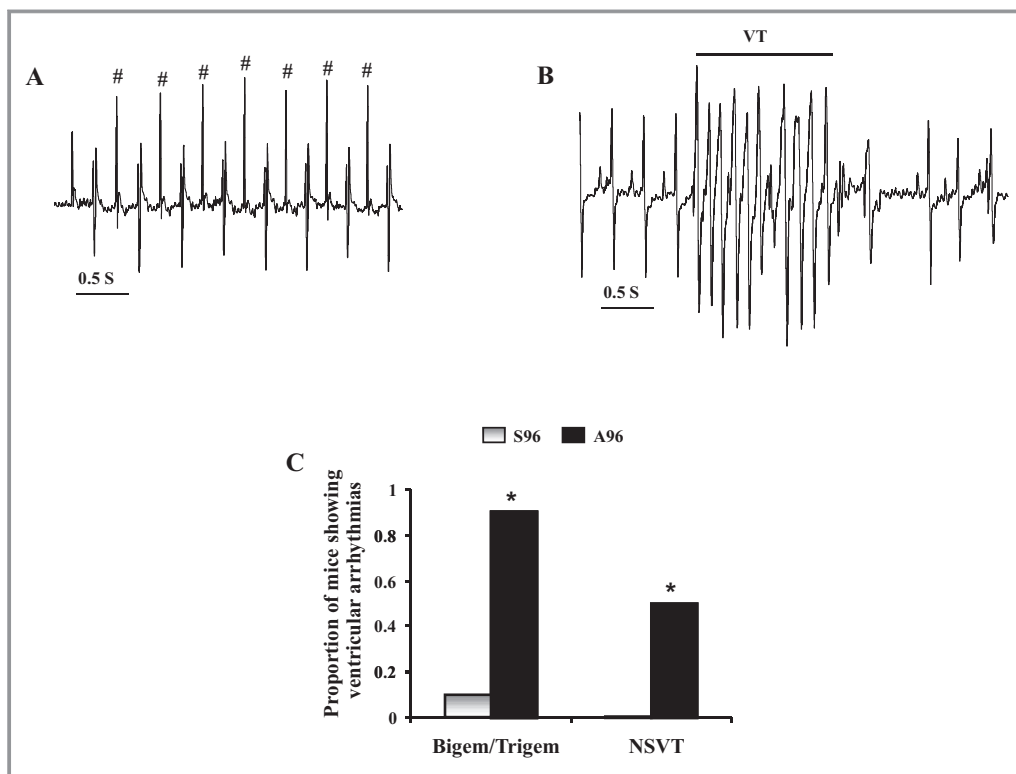 A
# # # # # # #
0.5 S
B
VT
0.5 S
S96 A96
C
Proportion of mice showing
ventricular arrhythmias
1
0.8
0.6
0.4
0.2
0
*
*
Bigem/Trigem NSVT